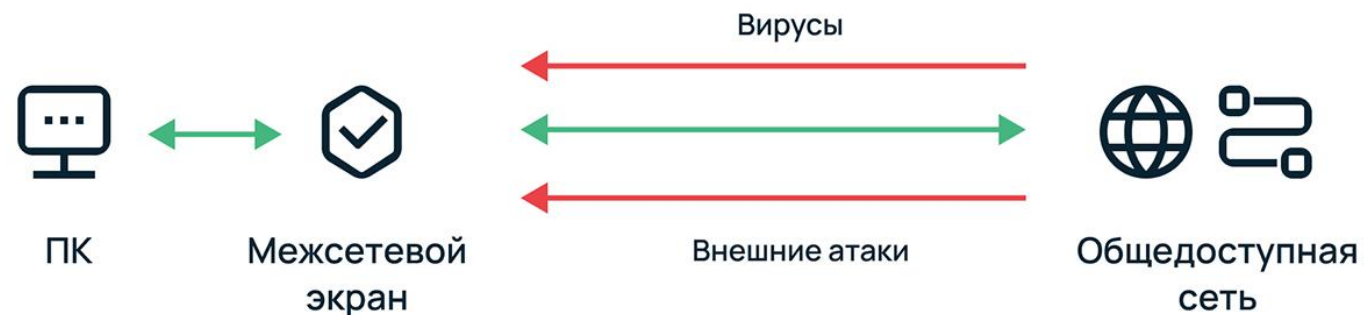 Вирусы
ПК
Межсетевой
экран
Внешние атаки
Общедоступная
сеть